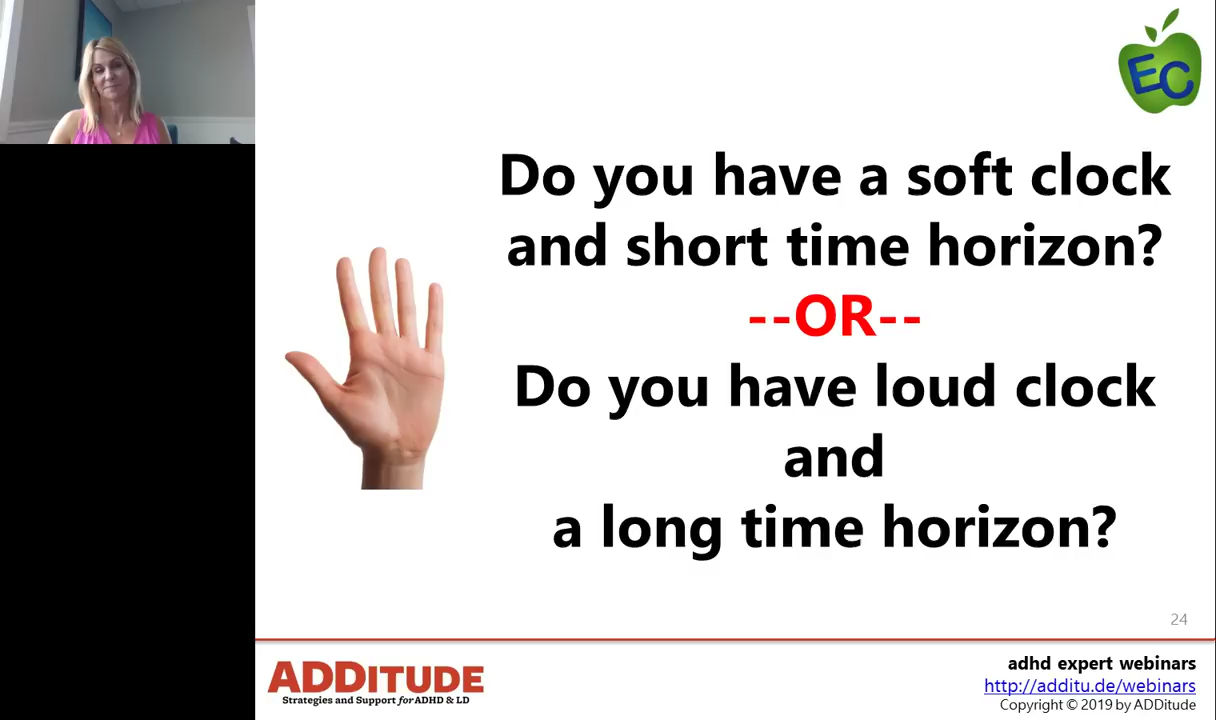 EC
Do you have a soft clock
and short time horizon?
--OR--
Do you have loud clock
and
a long time horizon?
24
ADDITUDE
Strategies and Support for ADHD & LD
adhd expert webinars
http://additu.de/webinars
Copyright © 2019 by ADDitude